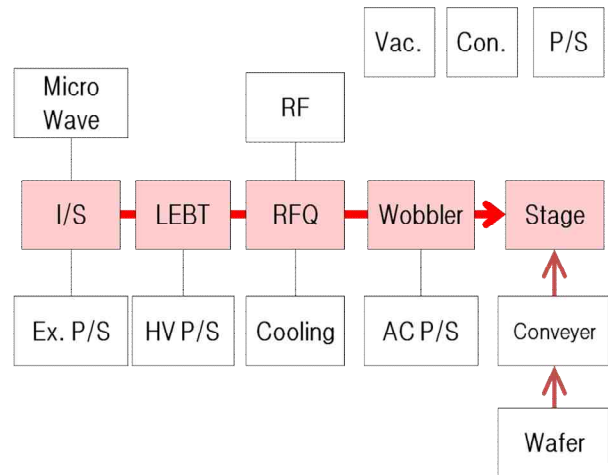 Vac.
Con.
P/S
Micro
Wave
RF
I/S
LEBT
RFQ
Wobbler
Stage
Ex. P/S
HV P/S
Cooling
AC P/S
Conveyer
Wafer